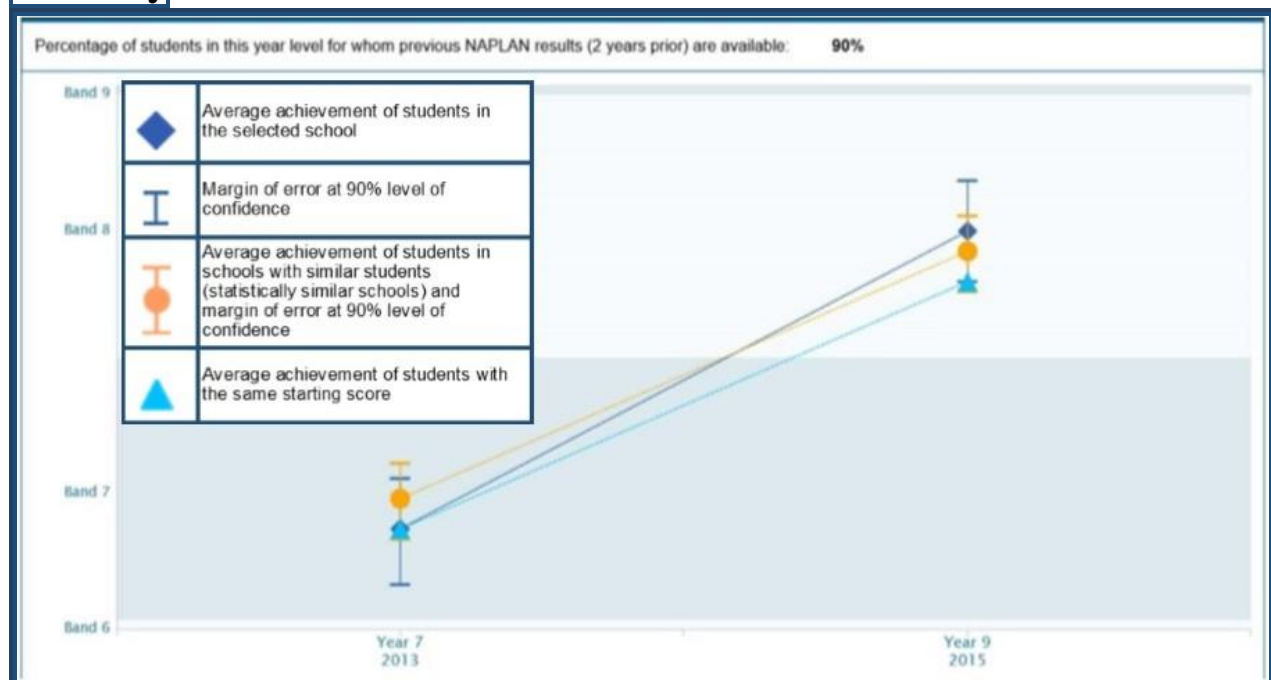 Percentage of students in this year level for whom previous NAPLAN results (2 years prior) are available: 90%
Band 9
Average achievement of students in
the selected school
Margin of error at 90% level of
confidence
Band 8
Average achievement of students in
schools with similar students
(statistically similar schools) and
margin of error at 90% level of
confidence
Average achievement of students with
the same starting score
Band 7
Band 6
Year 7
2013
Year 9
2015